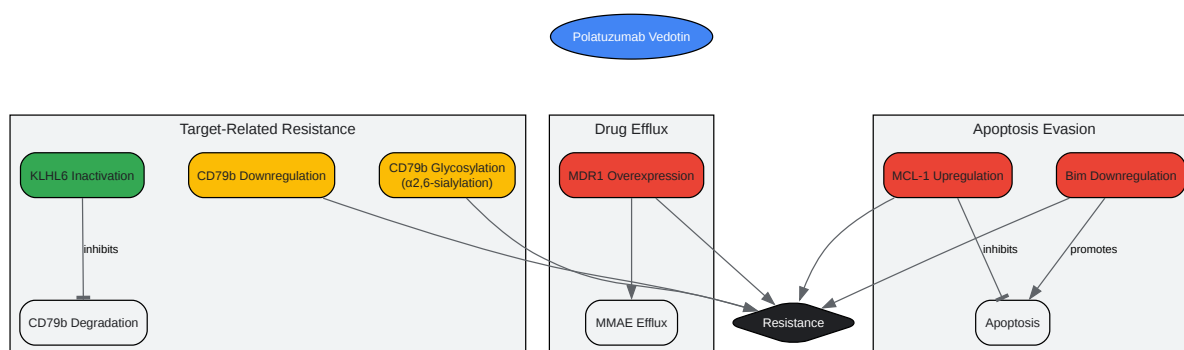 Polatuzumab Vedotin
Target-Related Resistance
Drug Efflux
Apoptosis Evasion
KLHL6 Inactivation
CD79b Downregulation
CD79b Glycosylation
(α2,6-sialylation)
MDR1 Overexpression
MCL-1 Upregulation
Bim Downregulation
inhibits
inhibits
promotes
CD79b Degradation
MMAE Efflux
Resistance
Apoptosis